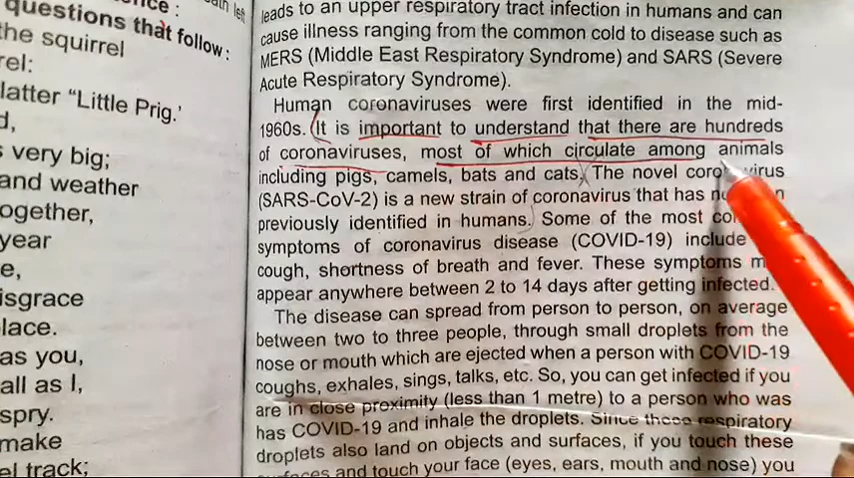 nce :
ath left
questions that follow :
the squirrel
rel:
latter “Little Prig.’
d,
s very big;
and weather
ogether,
year
e,
isgrace
lace.
as you,
all as I,
spry.
make
el track;
leads to an upper respiratory tract infection in humans and can
cause illness ranging from the common cold to disease such as
MERS (Middle East Respiratory Syndrome) and SARS (Severe
Acute Respiratory Syndrome).
Human coronaviruses were first identified in the mid-
1960s. It is important to understand that there are hundreds
of coronaviruses, most of which circulate among animals
including pigs, camels, bats and cats. The novel
(SARS-CoV-2) is a new strain of coronavirus that has
previously identified in humans. Some of the most
symptoms of coronavirus disease (COVID-19) include
cough, shortness of breath and fever. These symptoms
appear anywhere between 2 to 14 days after getting infected.
The disease can spread from person to person, on average
between two to three people, through small droplets from the
nose or mouth which are ejected when a person with COVID-19
coughs, exhales, sings, talks, etc. So, you can get infected if you
are in close proximity (less than 1 metre) to a person who was
has COVID-19 and inhale the droplets. Since these respiratory
droplets also land on objects and surfaces, if you touch these
surfaces and touch your face (eyes, ears, mouth and nose) you